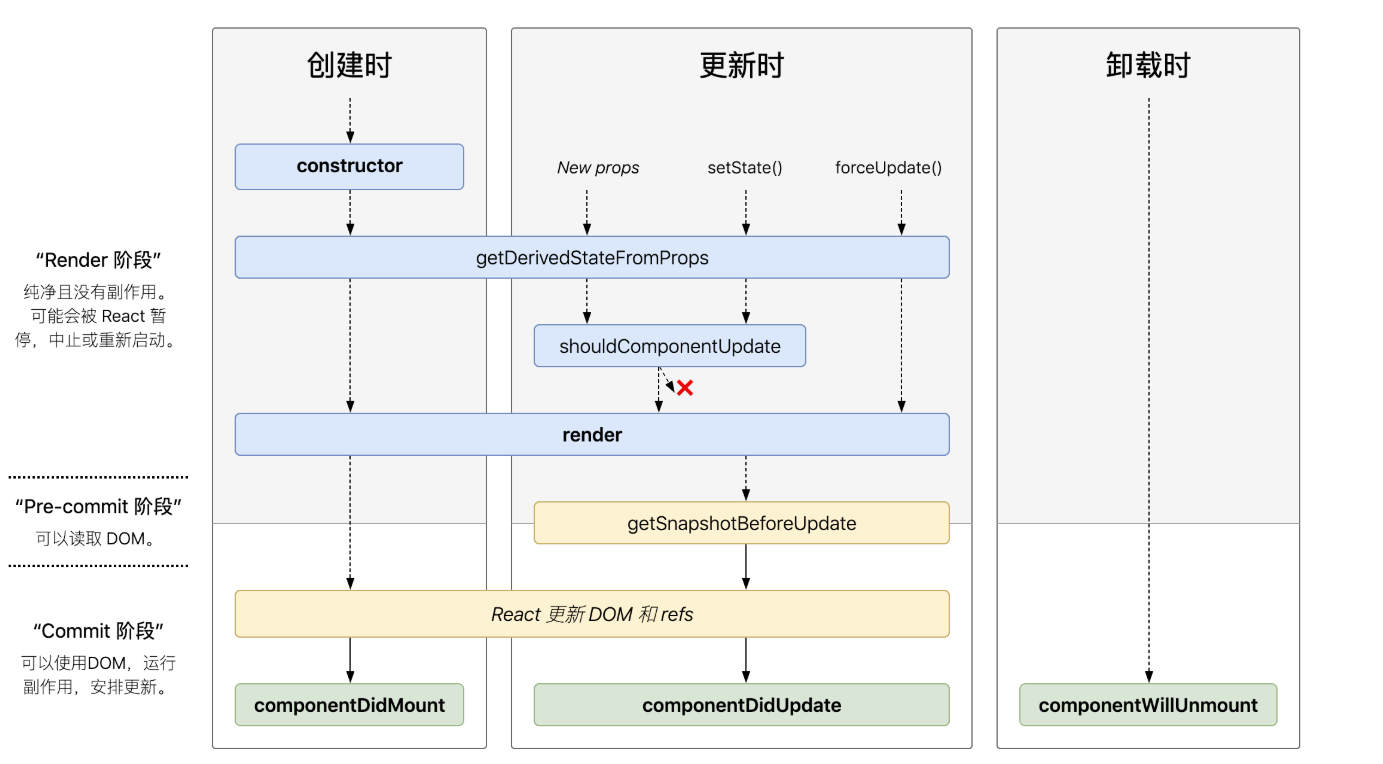 创建时
更新时
卸载时
constructor
New props
setState()
forceUpdate()
“Render 阶段”
纯净且没有副作用。
可能会被 React 暂
停，中止或重新启动。
getDerivedStateFromProps
shouldComponentUpdate
render
“Pre-commit 阶段”
可以读取 DOM。
getSnapshotBeforeUpdate
React 更新 DOM 和 refs
“Commit 阶段”
可以使用DOM，运行
副作用，安排更新。
componentDidMount
componentDidUpdate
componentWillUnmount